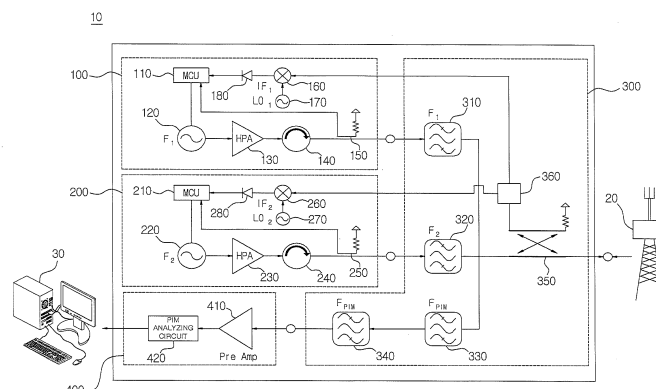 10
100
110
MCU
180
IF1
LO1
160
170
120
F1
HPA
130
140
150
200
210
MCU
280
IF2
LO2
260
270
220
F2
HPA
230
240
250
300
310
F1
360
320
F2
350
20
30
410
PIM
ANALYZING
CIRCUIT
420
Pre Amp
FPIM
340
FPIM
330
400